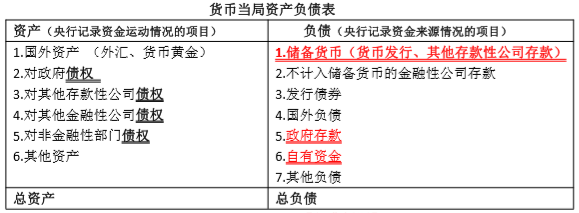 货币当局资产负债表
资产（央行记录资金运动情况的项目）
1.国外资产 （外汇、货币黄金）
2.对政府债权
3.对其他存款性公司债权
4.对其他金融性公司债权
5.对非金融性部门债权
6.其他资产
总资产
负债（央行记录资金来源情况的项目）
1.储备货币（货币发行、其他存款性公司存款）
2.不计入储备货币的金融性公司存款
3.发行债券
4.国外负债
5.政府存款
6.自有资金
7.其他负债
总负债